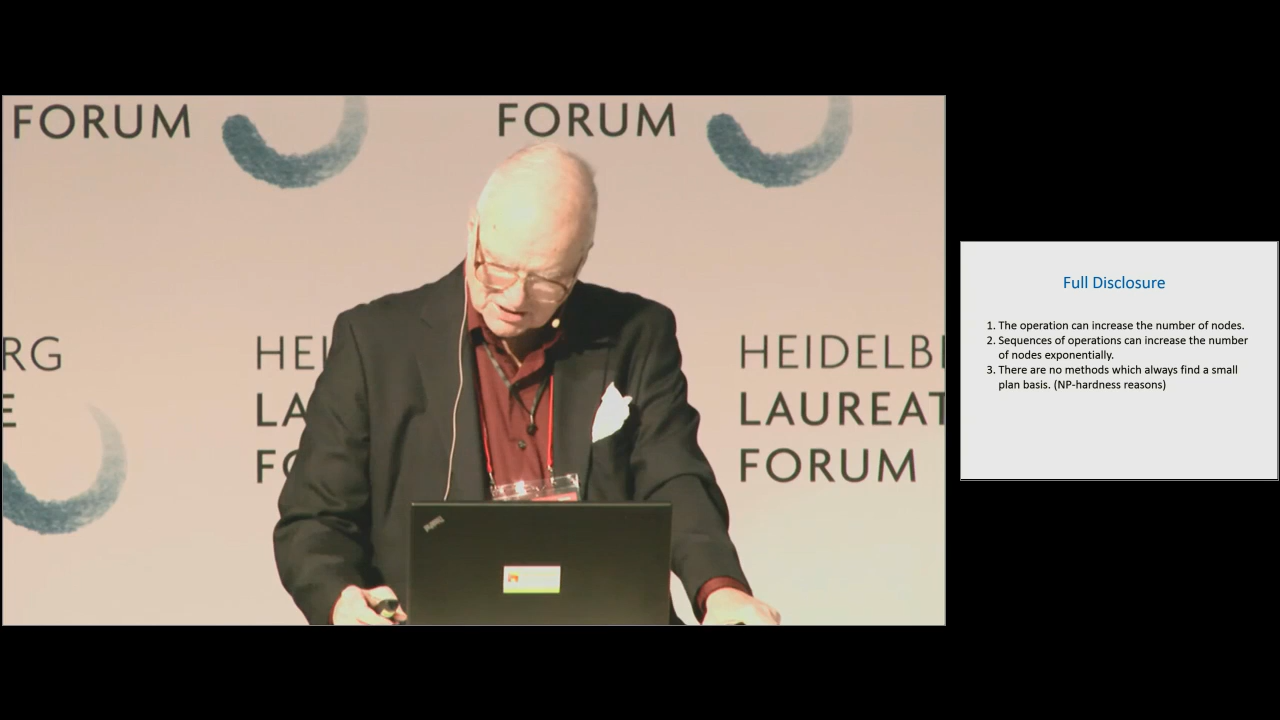 FORUM
FORUM
RG
HEI
HEIDELB
E
LA
LAUREAT
FO
FORUM
Full Disclosure
1. The operation can increase the number of nodes.
2. Sequences of operations can increase the number
of nodes exponentially.
3. There are no methods which always find a small
plan basis. (NP-hardness reasons)